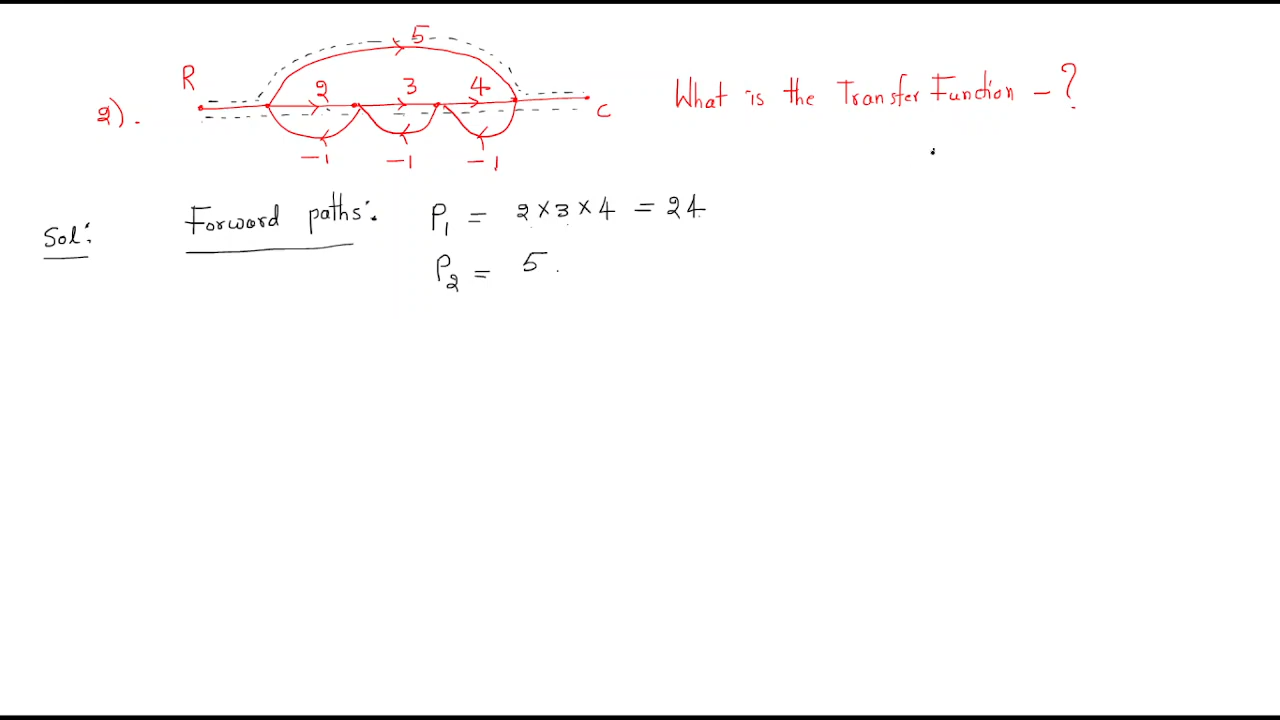 5
R 2 3 4 What is the Transfer Function - ?
2). C
-1 -1 -1
Sol: Forward paths: P1 = 2 × 3 × 4 = 24
P2 = 5.